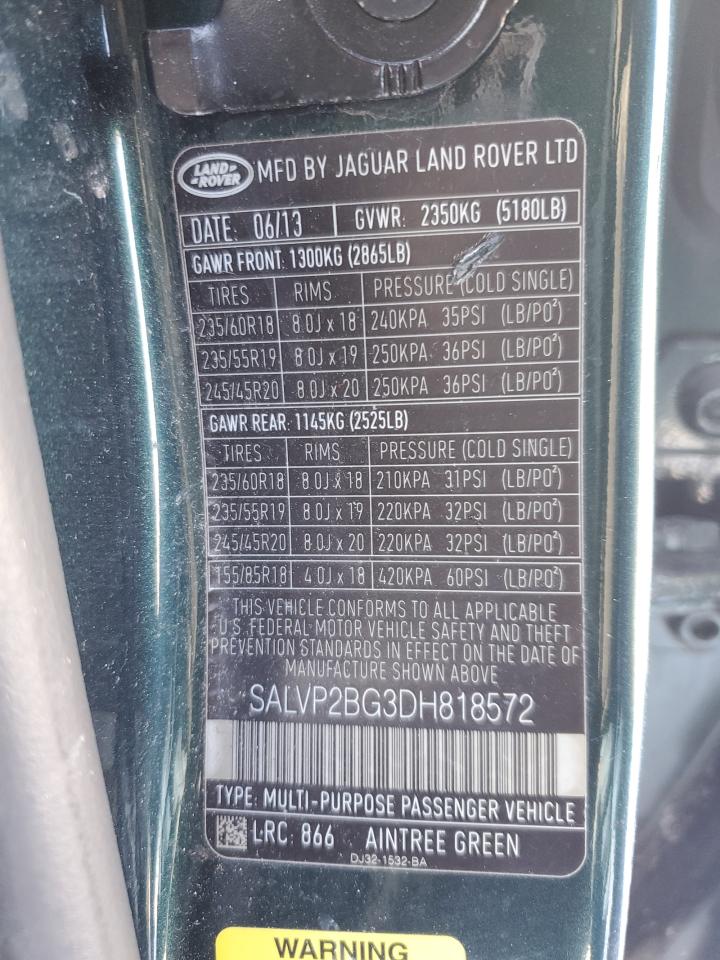 LAND ROVER MFD BY JAGUAR LAND ROVER LTD
DATE: 06/13 GVWR: 2350KG (5180LB)
GAWR FRONT: 1300KG (2865LB)
TIRES RIMS PRESSURE (COLD SINGLE)
235/60R18 8.0J x 18 240KPA 35PSI (LB/PO²)
235/55R19 8.0J x 19 250KPA 36PSI (LB/PO²)
245/45R20 8.0J x 20 250KPA 36PSI (LB/PO²)
GAWR REAR: 1145KG (2525LB)
TIRES RIMS PRESSURE (COLD SINGLE)
235/60R18 8.0J x 18 210KPA 31PSI (LB/PO²)
235/55R19 8.0J x 19 220KPA 32PSI (LB/PO²)
245/45R20 8.0J x 20 220KPA 32PSI (LB/PO²)
155/85R18 4.0J x 18 420KPA 60PSI (LB/PO²)
THIS VEHICLE CONFORMS TO ALL APPLICABLE
U.S. FEDERAL MOTOR VEHICLE SAFETY AND THEFT
PREVENTION STANDARDS IN EFFECT ON THE DATE OF
MANUFACTURE SHOWN ABOVE
SALVP2BG3DH818572
TYPE: MULTI-PURPOSE PASSENGER VEHICLE
LRC: 866 AINTREE GREEN
DJ32-1532-BA
WARNING